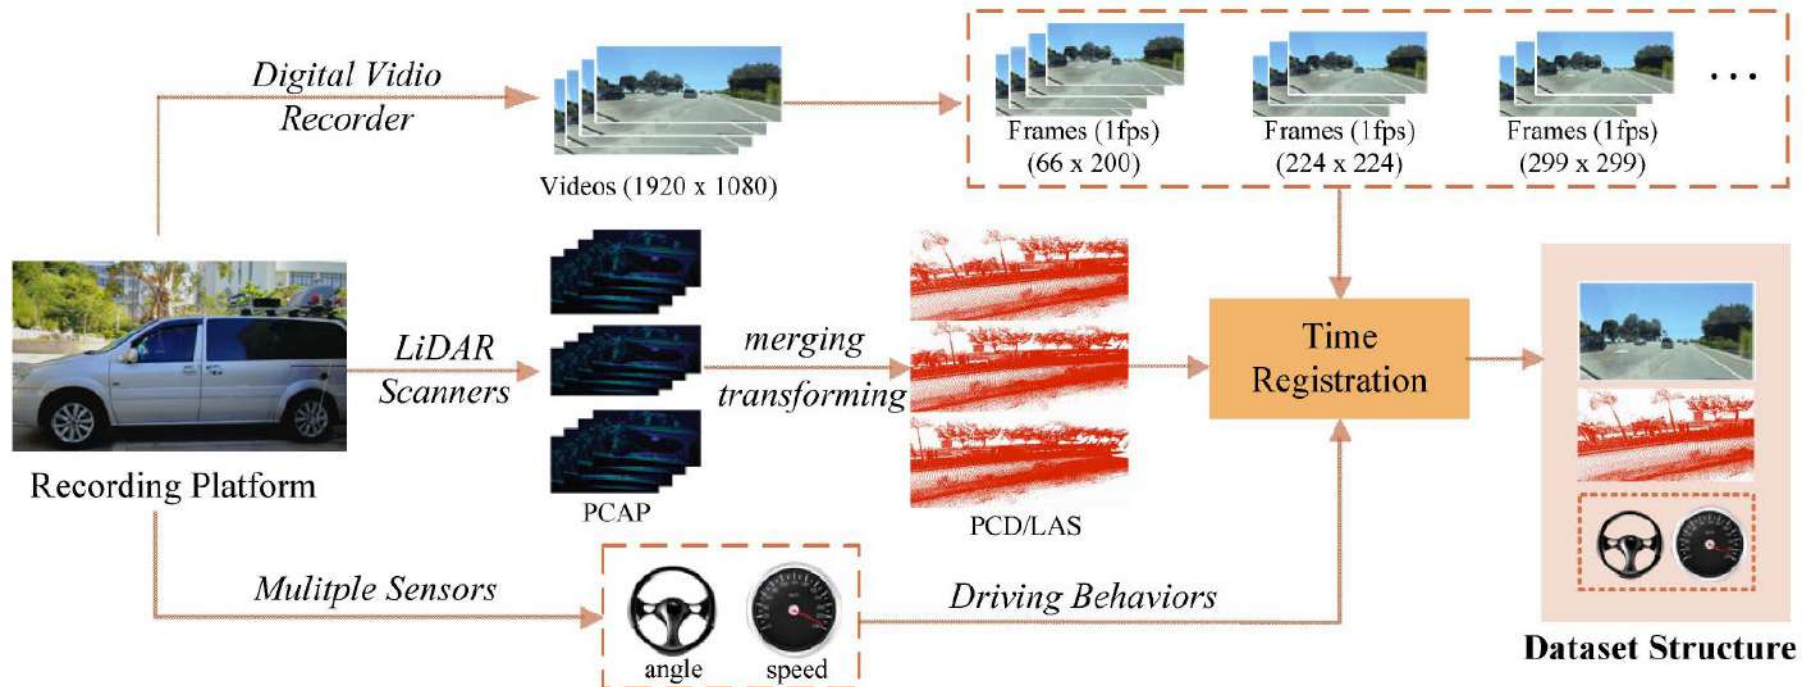 Digital Vidio
Recorder
Videos (1920 x 1080)
Frames (1fps)
(66 x 200)
Frames (1fps)
(224 x 224)
Frames (1fps)
(299 x 299)
...
Recording Platform
LiDAR
Scanners
PCAP
merging
transforming
PCD/LAS
Time
Registration
Mulitple Sensors
angle
speed
Driving Behaviors
Dataset Structure